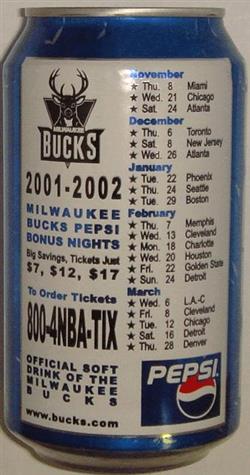 MILWAUKEE
BUCKS
2001-2002
MILWAUKEE
BUCKS PEPSI
BONUS NIGHTS
Big Savings, Tickets Just
$7, $12, $17
To Order Tickets
800-4NBA-TIX
OFFICIAL SOFT
DRINK OF THE
MILWAUKEE
BUCKS
www.bucks.com
November
★ Thu. 8 Miami
★ Wed. 21 Chicago
★ Sat. 24 Atlanta
December
★ Thu. 6 Toronto
★ Sat. 8 New Jersey
★ Wed. 26 Atlanta
January
★ Tue. 22 Phoenix
★ Thu. 24 Seattle
★ Tue. 29 Boston
February
★ Thu. 7 Memphis
★ Wed. 13 Cleveland
★ Mon. 18 Charlotte
★ Wed. 20 Houston
★ Fri. 22 Golden State
★ Sun. 24 Detroit
March
★ Wed. 6 L.A.-C
★ Fri. 8 Cleveland
★ Tue. 12 Chicago
★ Sat. 16 Detroit
★ Thu. 28 Denver
PEPSI